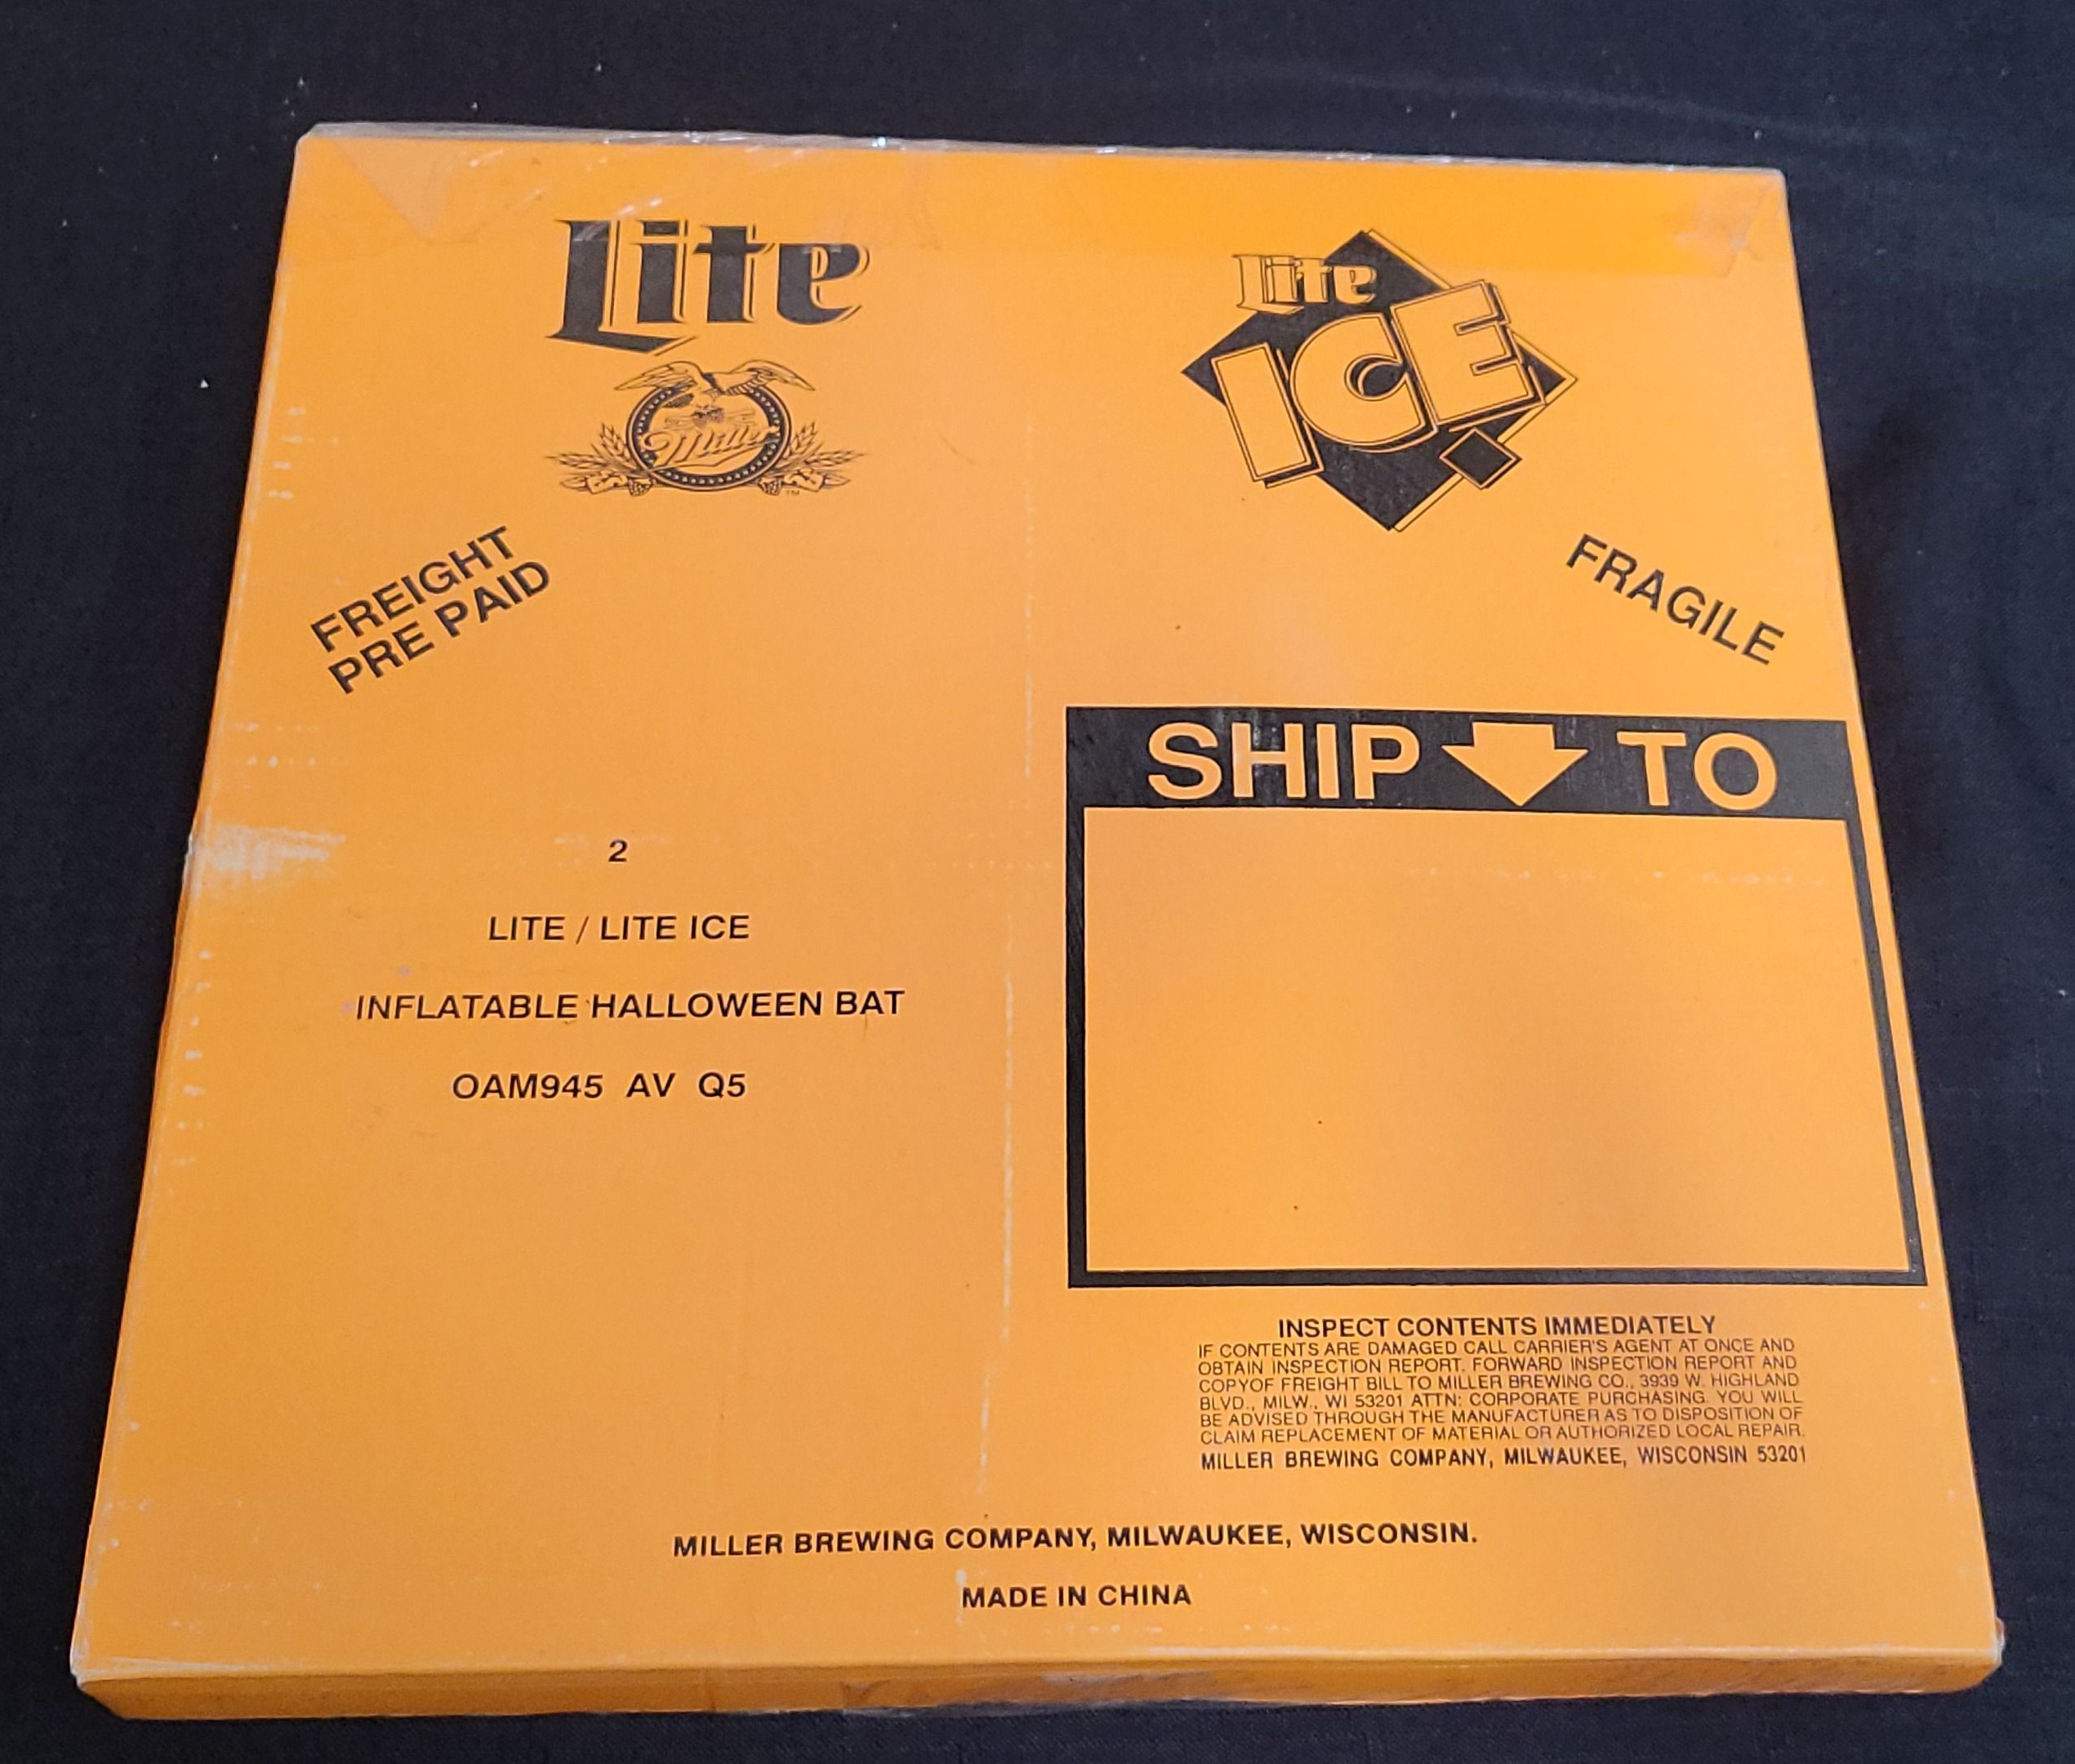 Lite
Miller
TM
Lite
ICE
FREIGHT
PRE PAID
FRAGILE
SHIP TO
2
LITE / LITE ICE
INFLATABLE HALLOWEEN BAT
OAM945 AV Q5
INSPECT CONTENTS IMMEDIATELY
IF CONTENTS ARE DAMAGED CALL CARRIER'S AGENT AT ONCE AND
OBTAIN INSPECTION REPORT. FORWARD INSPECTION REPORT AND
COPYOF FREIGHT BILL TO MILLER BREWING CO., 3939 W. HIGHLAND
BLVD., MILW., WI 53201 ATTN: CORPORATE PURCHASING. YOU WILL
BE ADVISED THROUGH THE MANUFACTURER AS TO DISPOSITION OF
CLAIM REPLACEMENT OF MATERIAL OR AUTHORIZED LOCAL REPAIR.
MILLER BREWING COMPANY, MILWAUKEE, WISCONSIN 53201
MILLER BREWING COMPANY, MILWAUKEE, WISCONSIN.
MADE IN CHINA